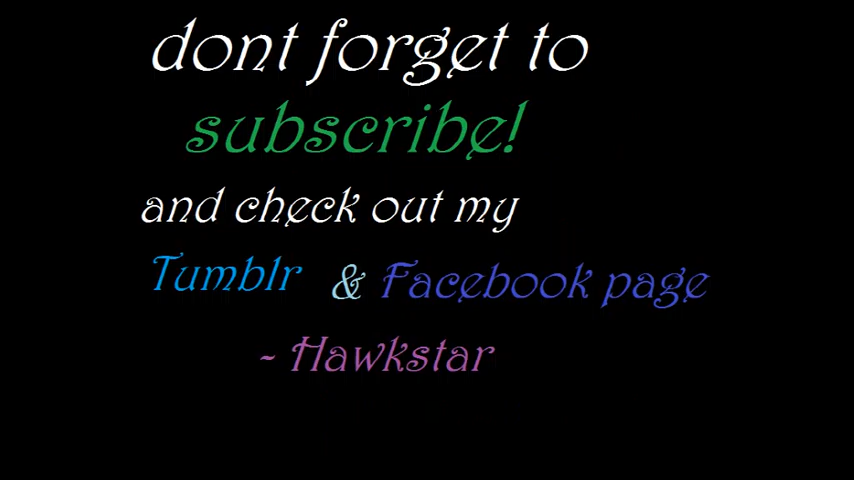 dont forget to
subscribe!
and check out my
Tumblr & Facebook page
- Hawkstar